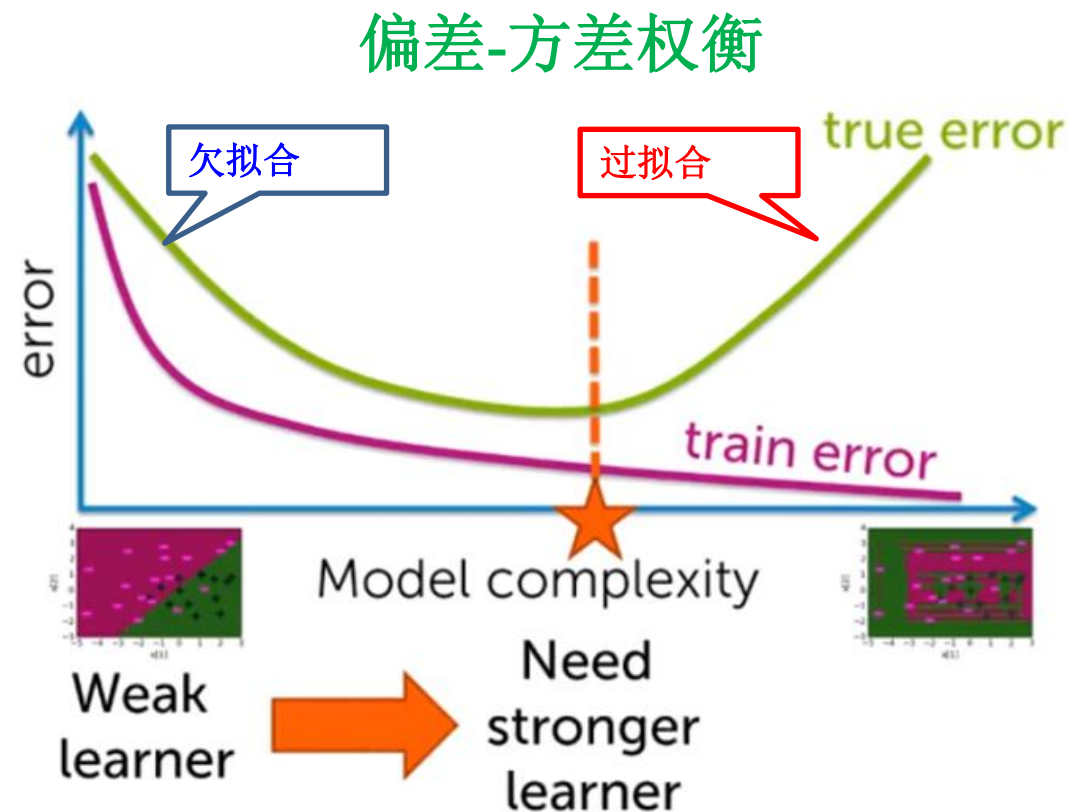 偏差-方差权衡
欠拟合
过拟合
true error
error
train error
Model complexity
Weak
learner
Need
stronger
learner